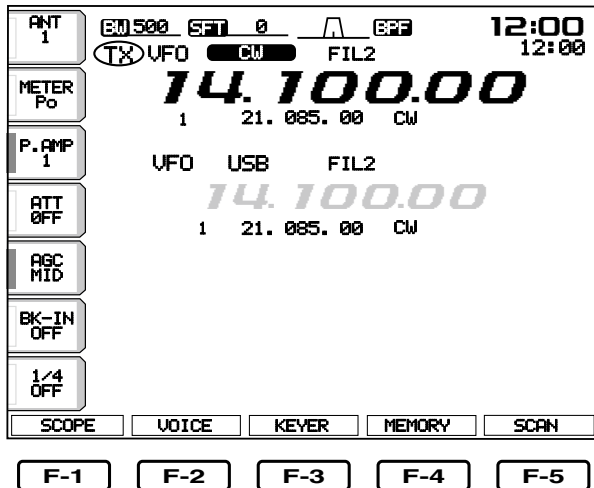 ANT
1
BW 500 SFT 0 BPF 12:00
TX VFO CW FIL2 12:00
METER
Po
14.100.00
1 21.085.00 CW
P.AMP
1
VFO USB FIL2
ATT
OFF
14.100.00
1 21.085.00 CW
AGC
MID
BK-IN
OFF
1/4
OFF
SCOPE VOICE KEYER MEMORY SCAN
F-1 F-2 F-3 F-4 F-5